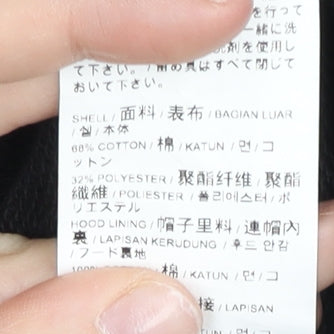 を行って
一緒に洗
剤を使用し
て下さい。/留め具はすべて閉じて
おいて下さい。
SHELL / 面料 / 表布 / BAGIAN LUAR
/ 쉘 / 本体
68% COTTON / 棉 / KATUN / 면 / コ
ットン
32% POLYESTER / 聚酯纤维 / 聚酯
纖維 / POLIESTER / 폴리에스터 / ポ
リエステル
HOOD LINING / 帽子里料 / 連帽內
裏 / LAPISAN KERUDUNG / 후드 안감
/ フード裏地
棉 / KATUN / 면 / コ
接 / LAPISAN
KATUN / 면 / コ